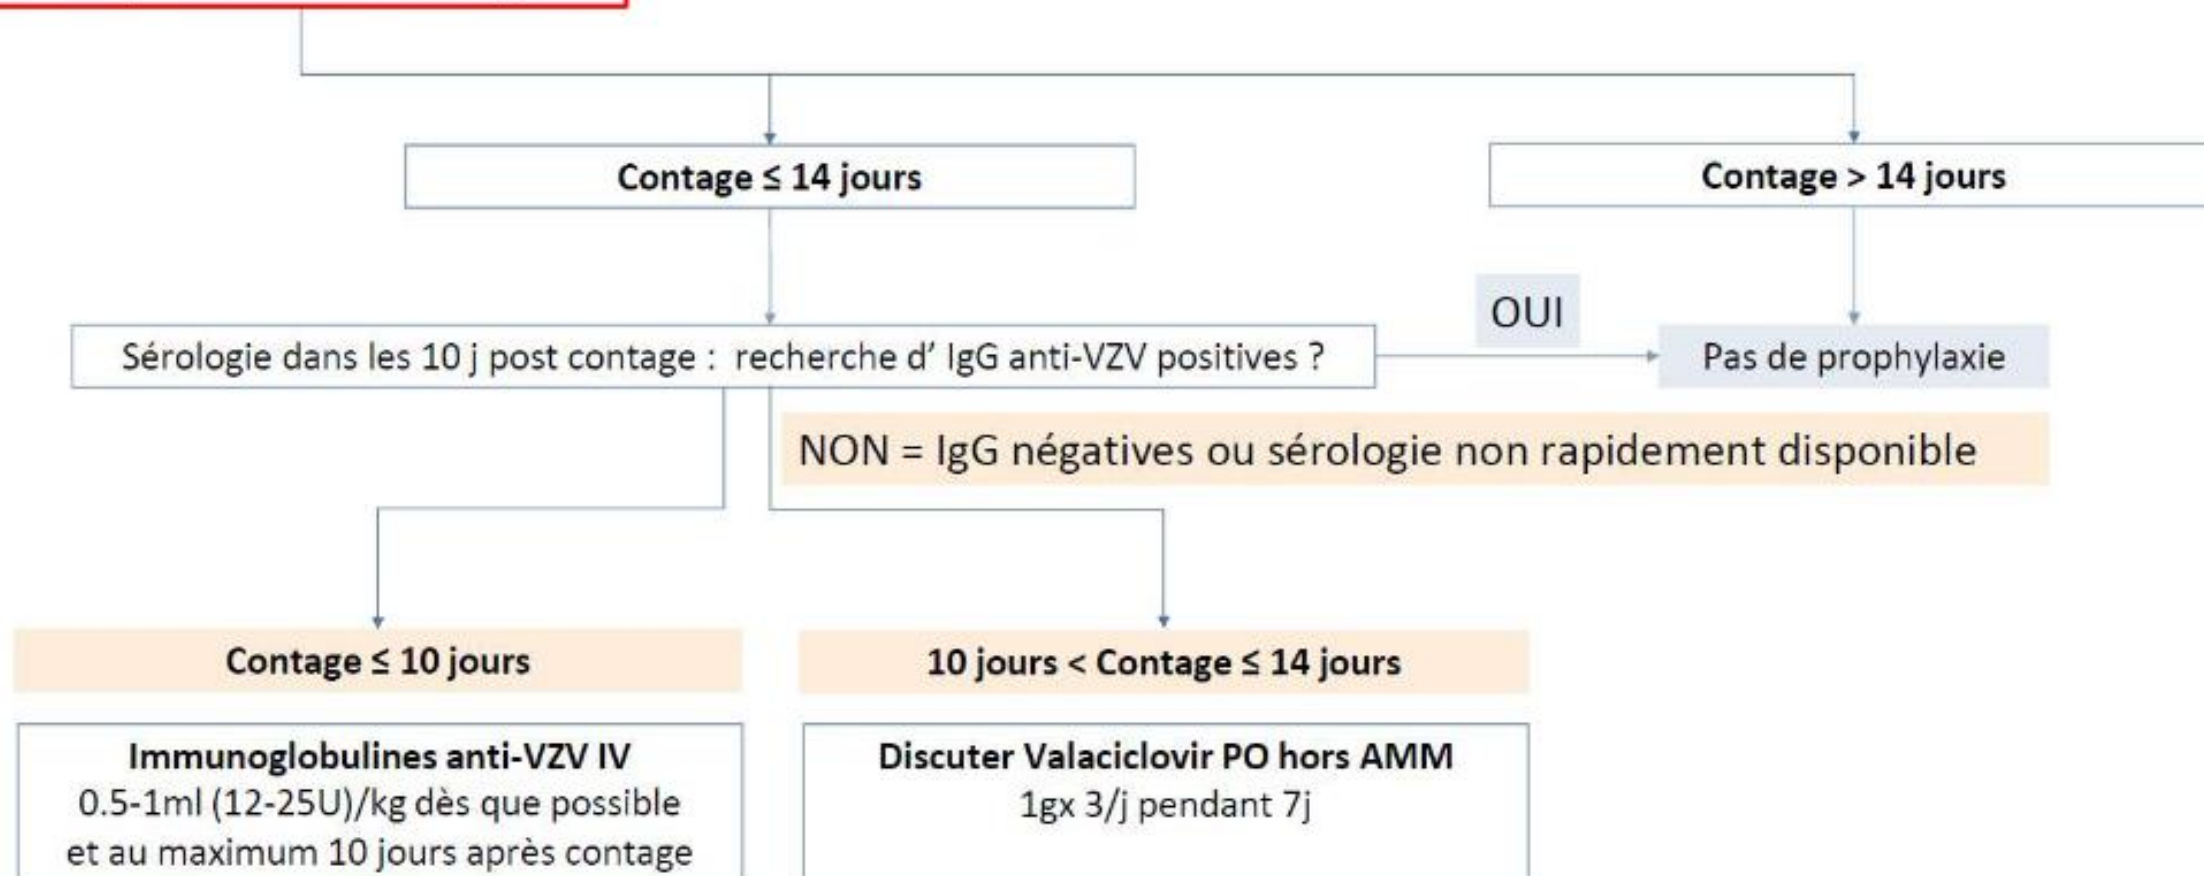 Contage ≤ 14 jours
Contage > 14 jours
OUI
Sérologie dans les 10 j post contage : recherche d’ IgG anti-VZV positives ?
Pas de prophylaxie
NON = IgG négatives ou sérologie non rapidement disponible
Contage ≤ 10 jours
10 jours < Contage ≤ 14 jours
Immunoglobulines anti-VZV IV
0.5-1ml (12-25U)/kg dès que possible
et au maximum 10 jours après contage
Discuter Valaciclovir PO hors AMM
1gx 3/j pendant 7j